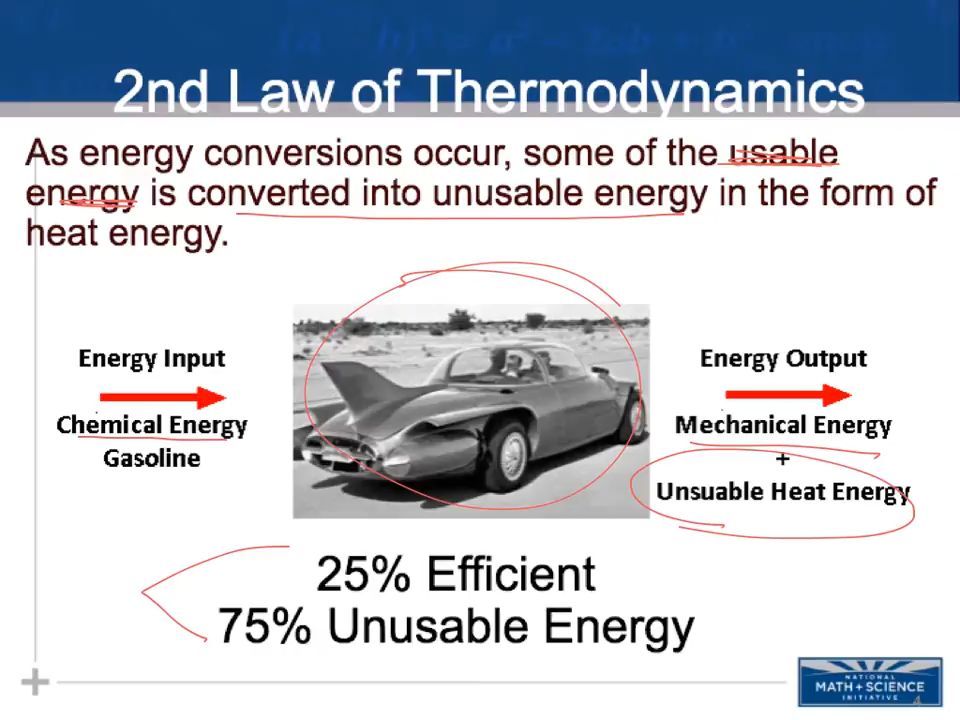 2nd Law of Thermodynamics
As energy conversions occur, some of the usable
energy is converted into unusable energy in the form of
heat energy.
Energy Input
Chemical Energy
Gasoline
Energy Output
Mechanical Energy
+
Unsuable Heat Energy
25% Efficient
75% Unusable Energy
NATIONAL
MATH + SCIENCE
INITIATIVE
4